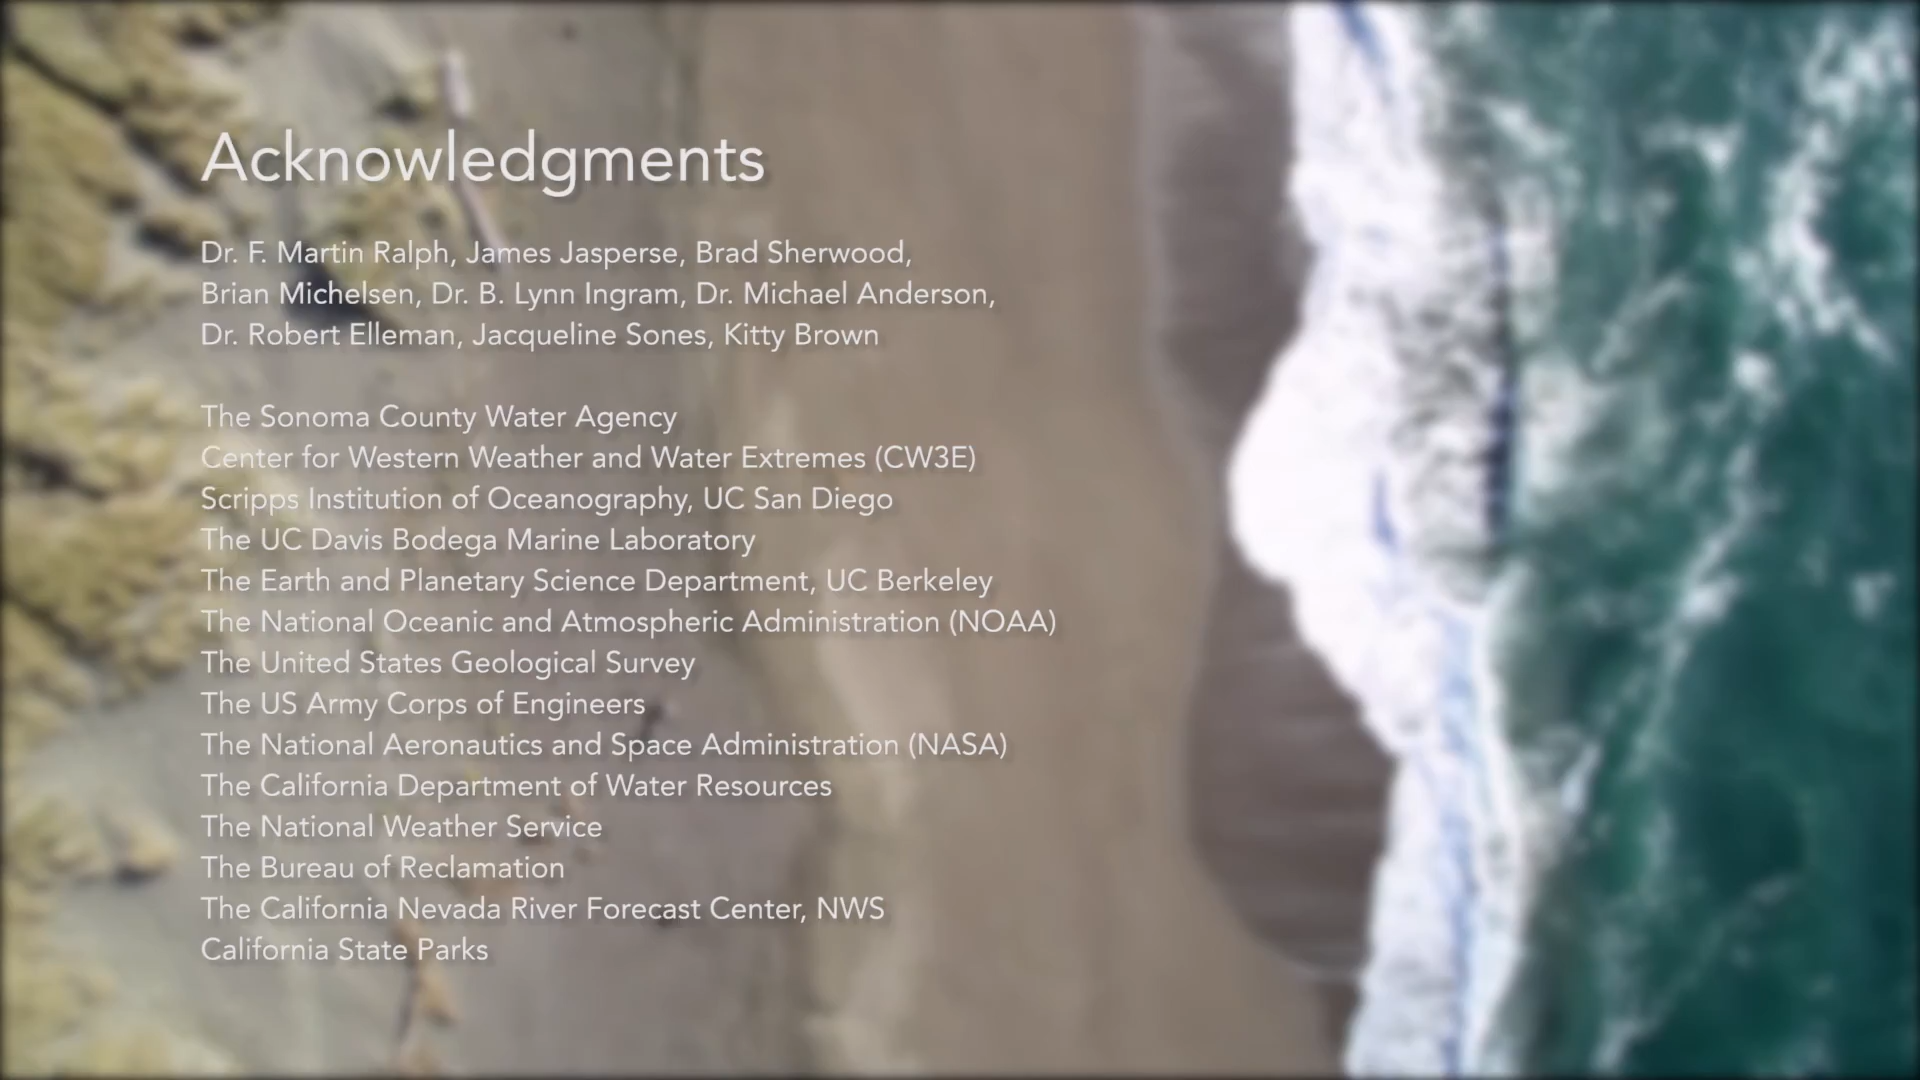 Acknowledgments
Dr. F. Martin Ralph, James Jasperse, Brad Sherwood,
Brian Michelsen, Dr. B. Lynn Ingram, Dr. Michael Anderson,
Dr. Robert Elleman, Jacqueline Sones, Kitty Brown
The Sonoma County Water Agency
Center for Western Weather and Water Extremes (CW3E)
Scripps Institution of Oceanography, UC San Diego
The UC Davis Bodega Marine Laboratory
The Earth and Planetary Science Department, UC Berkeley
The National Oceanic and Atmospheric Administration (NOAA)
The United States Geological Survey
The US Army Corps of Engineers
The National Aeronautics and Space Administration (NASA)
The California Department of Water Resources
The National Weather Service
The Bureau of Reclamation
The California Nevada River Forecast Center, NWS
California State Parks